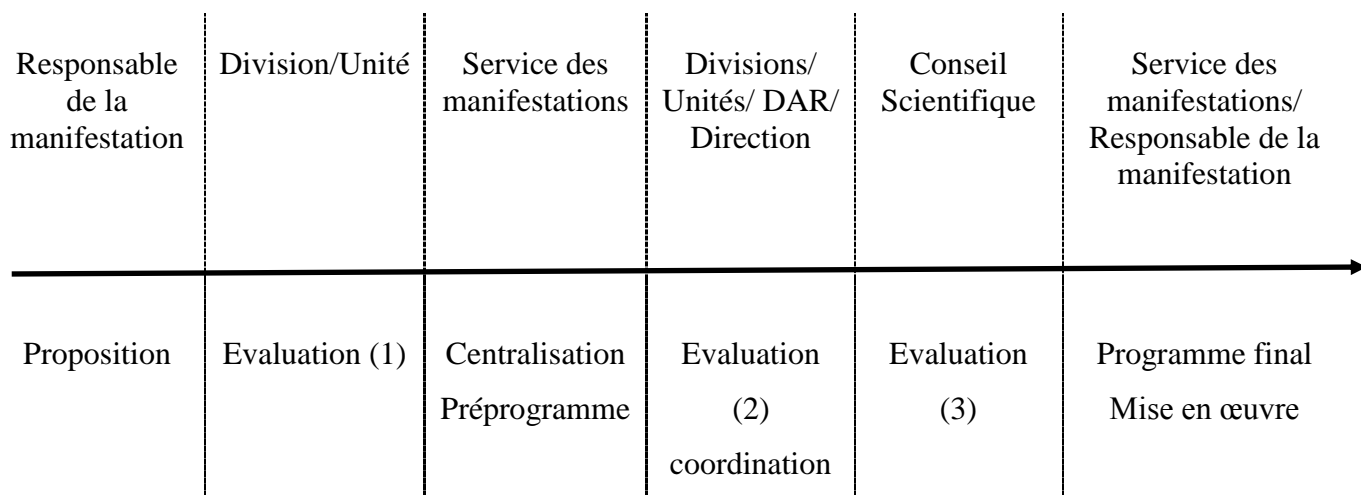 Responsable
de la
manifestation
Division/Unité
Service des
manifestations
Divisions/
Unités/ DAR/
Direction
Conseil
Scientifique
Service des
manifestations/
Responsable de la
manifestation
Proposition
Evaluation (1)
Centralisation
Préprogramme
Evaluation
(2)
coordination
Evaluation
(3)
Programme final
Mise en œuvre